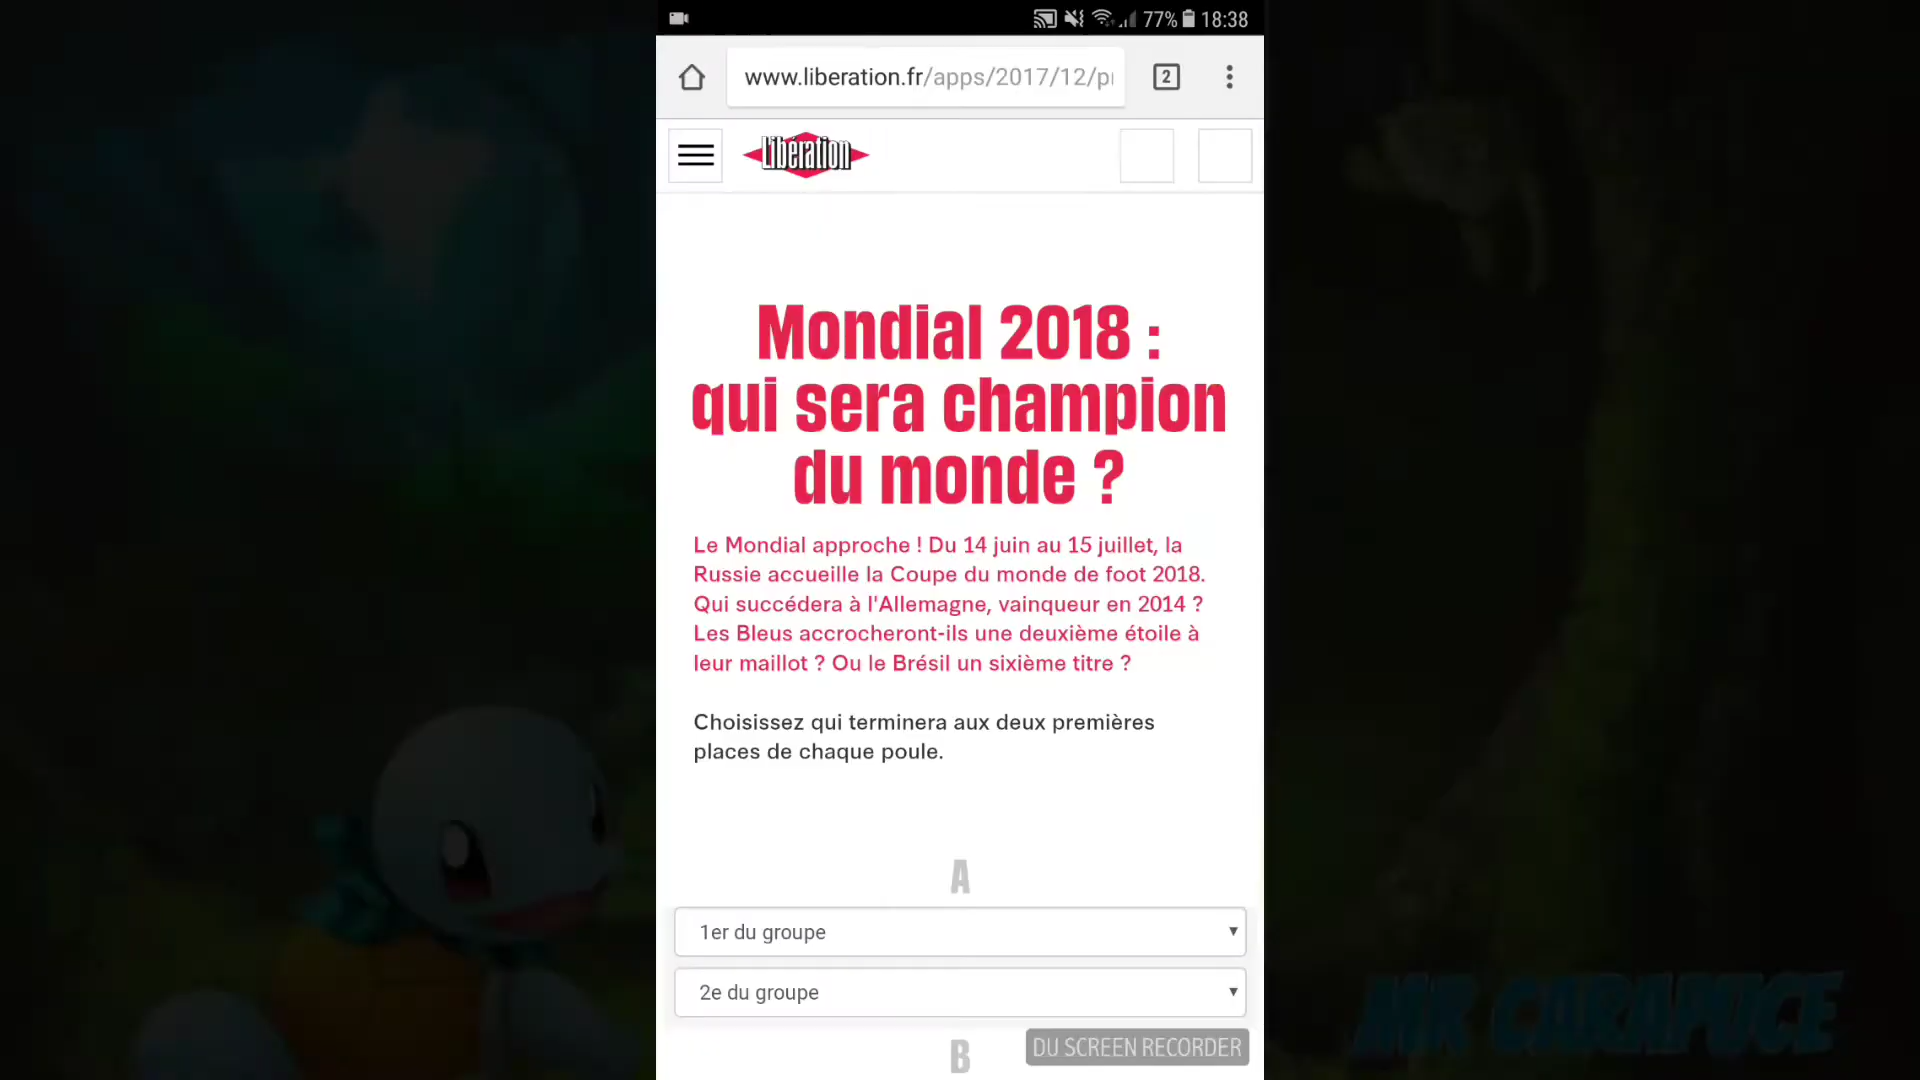 77% 18:38
www.liberation.fr/apps/2017/12/p
2
Libération
Mondial 2018 :
qui sera champion
du monde ?
Le Mondial approche ! Du 14 juin au 15 juillet, la
Russie accueille la Coupe du monde de foot 2018.
Qui succédera à l'Allemagne, vainqueur en 2014 ?
Les Bleus accrocheront-ils une deuxième étoile à
leur maillot ? Ou le Brésil un sixième titre ?
Choisissez qui terminera aux deux premières
places de chaque poule.
A
1er du groupe
2e du groupe
B
DU SCREEN RECORDER
MR CARAPUCE